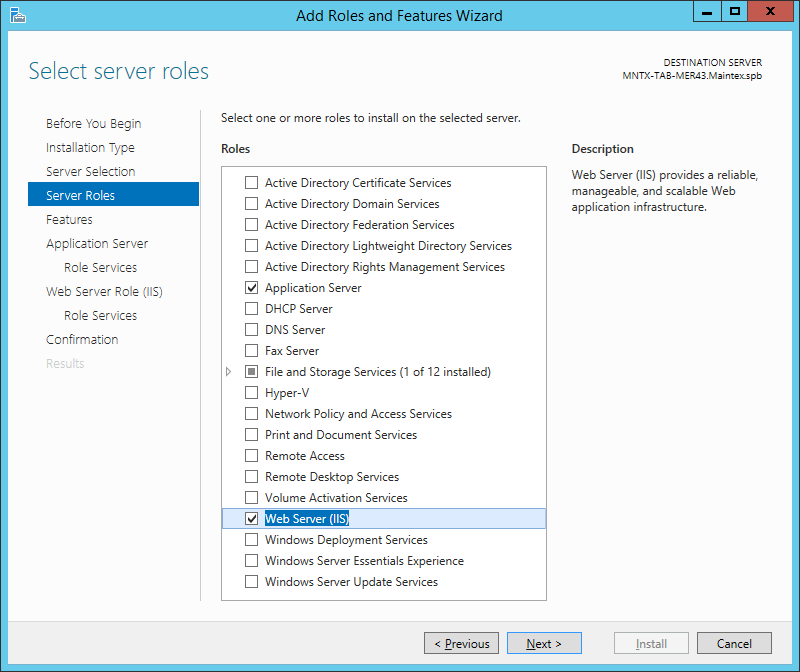 Add Roles and Features Wizard
Select server roles
DESTINATION SERVER
MNTX-TAB-MER43.Maintex.spb
Before You Begin
Installation Type
Server Selection
Server Roles
Features
Application Server
Role Services
Web Server Role (IIS)
Role Services
Confirmation
Results
Select one or more roles to install on the selected server.
Roles
Active Directory Certificate Services
Active Directory Domain Services
Active Directory Federation Services
Active Directory Lightweight Directory Services
Active Directory Rights Management Services
Application Server
DHCP Server
DNS Server
Fax Server
File and Storage Services (1 of 12 installed)
Hyper-V
Network Policy and Access Services
Print and Document Services
Remote Access
Remote Desktop Services
Volume Activation Services
Web Server (IIS)
Windows Deployment Services
Windows Server Essentials Experience
Windows Server Update Services
Description
Web Server (IIS) provides a reliable,
manageable, and scalable Web
application infrastructure.
< Previous
Next >
Install
Cancel